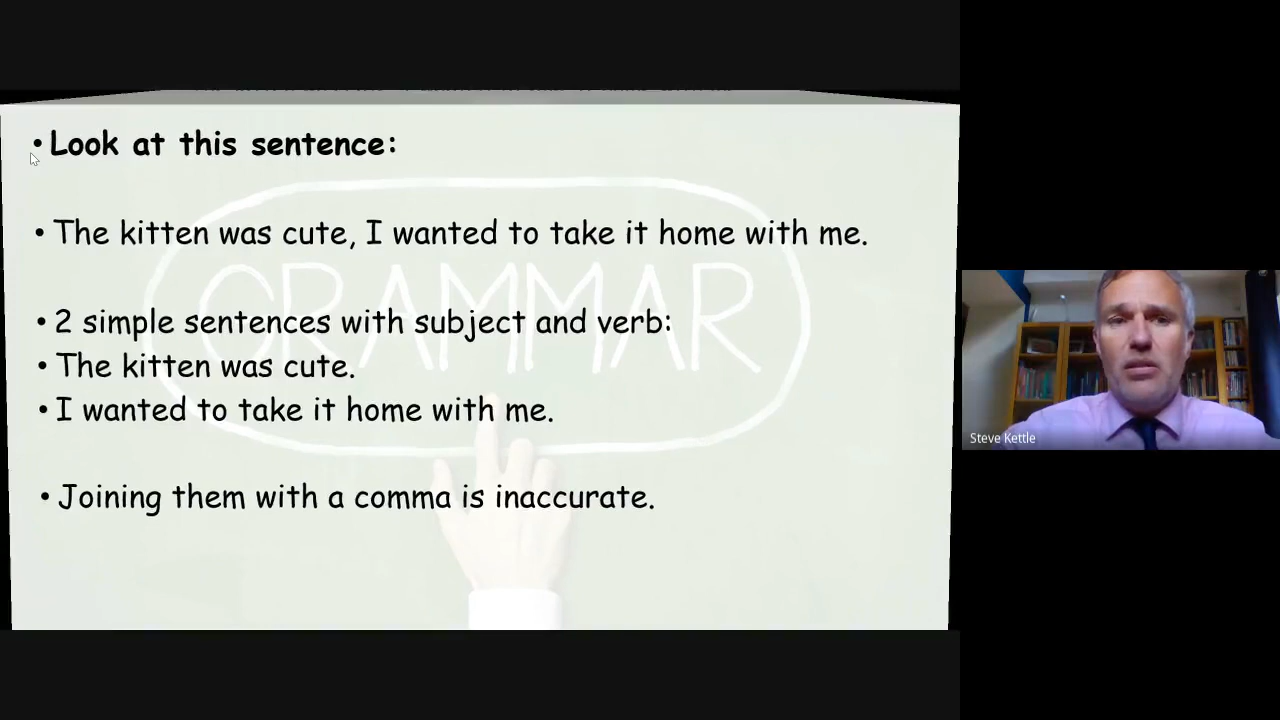 • Look at this sentence:
• The kitten was cute, I wanted to take it home with me.
• 2 simple sentences with subject and verb:
• The kitten was cute.
• I wanted to take it home with me.
• Joining them with a comma is inaccurate.
GRAMMAR
Steve Kettle